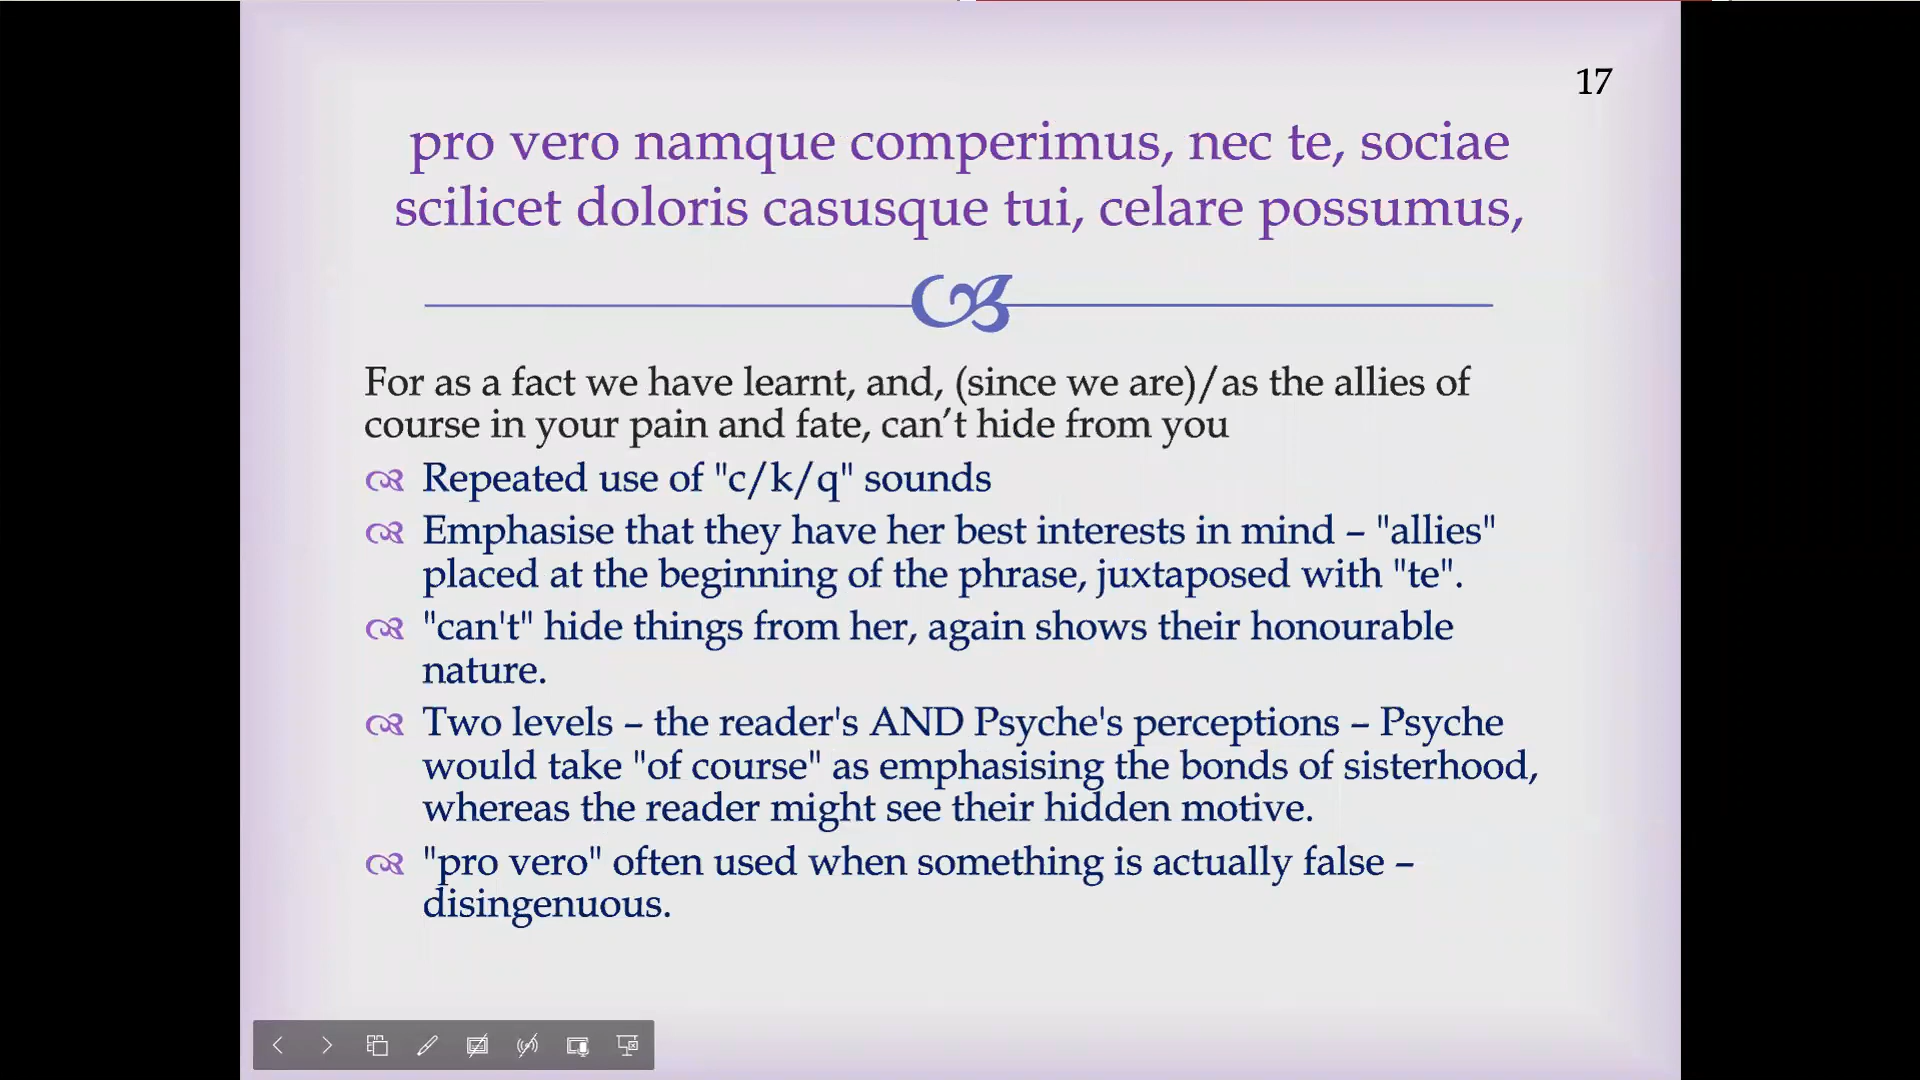 17
pro vero namque comperimus, nec te, sociae
scilicet doloris casusque tui, celare possumus,
For as a fact we have learnt, and, (since we are)/as the allies of
course in your pain and fate, can’t hide from you
Repeated use of "c/k/q" sounds
Emphasise that they have her best interests in mind – "allies"
placed at the beginning of the phrase, juxtaposed with "te".
"can't" hide things from her, again shows their honourable
nature.
Two levels – the reader's AND Psyche's perceptions – Psyche
would take "of course" as emphasising the bonds of sisterhood,
whereas the reader might see their hidden motive.
"pro vero" often used when something is actually false –
disingenuous.